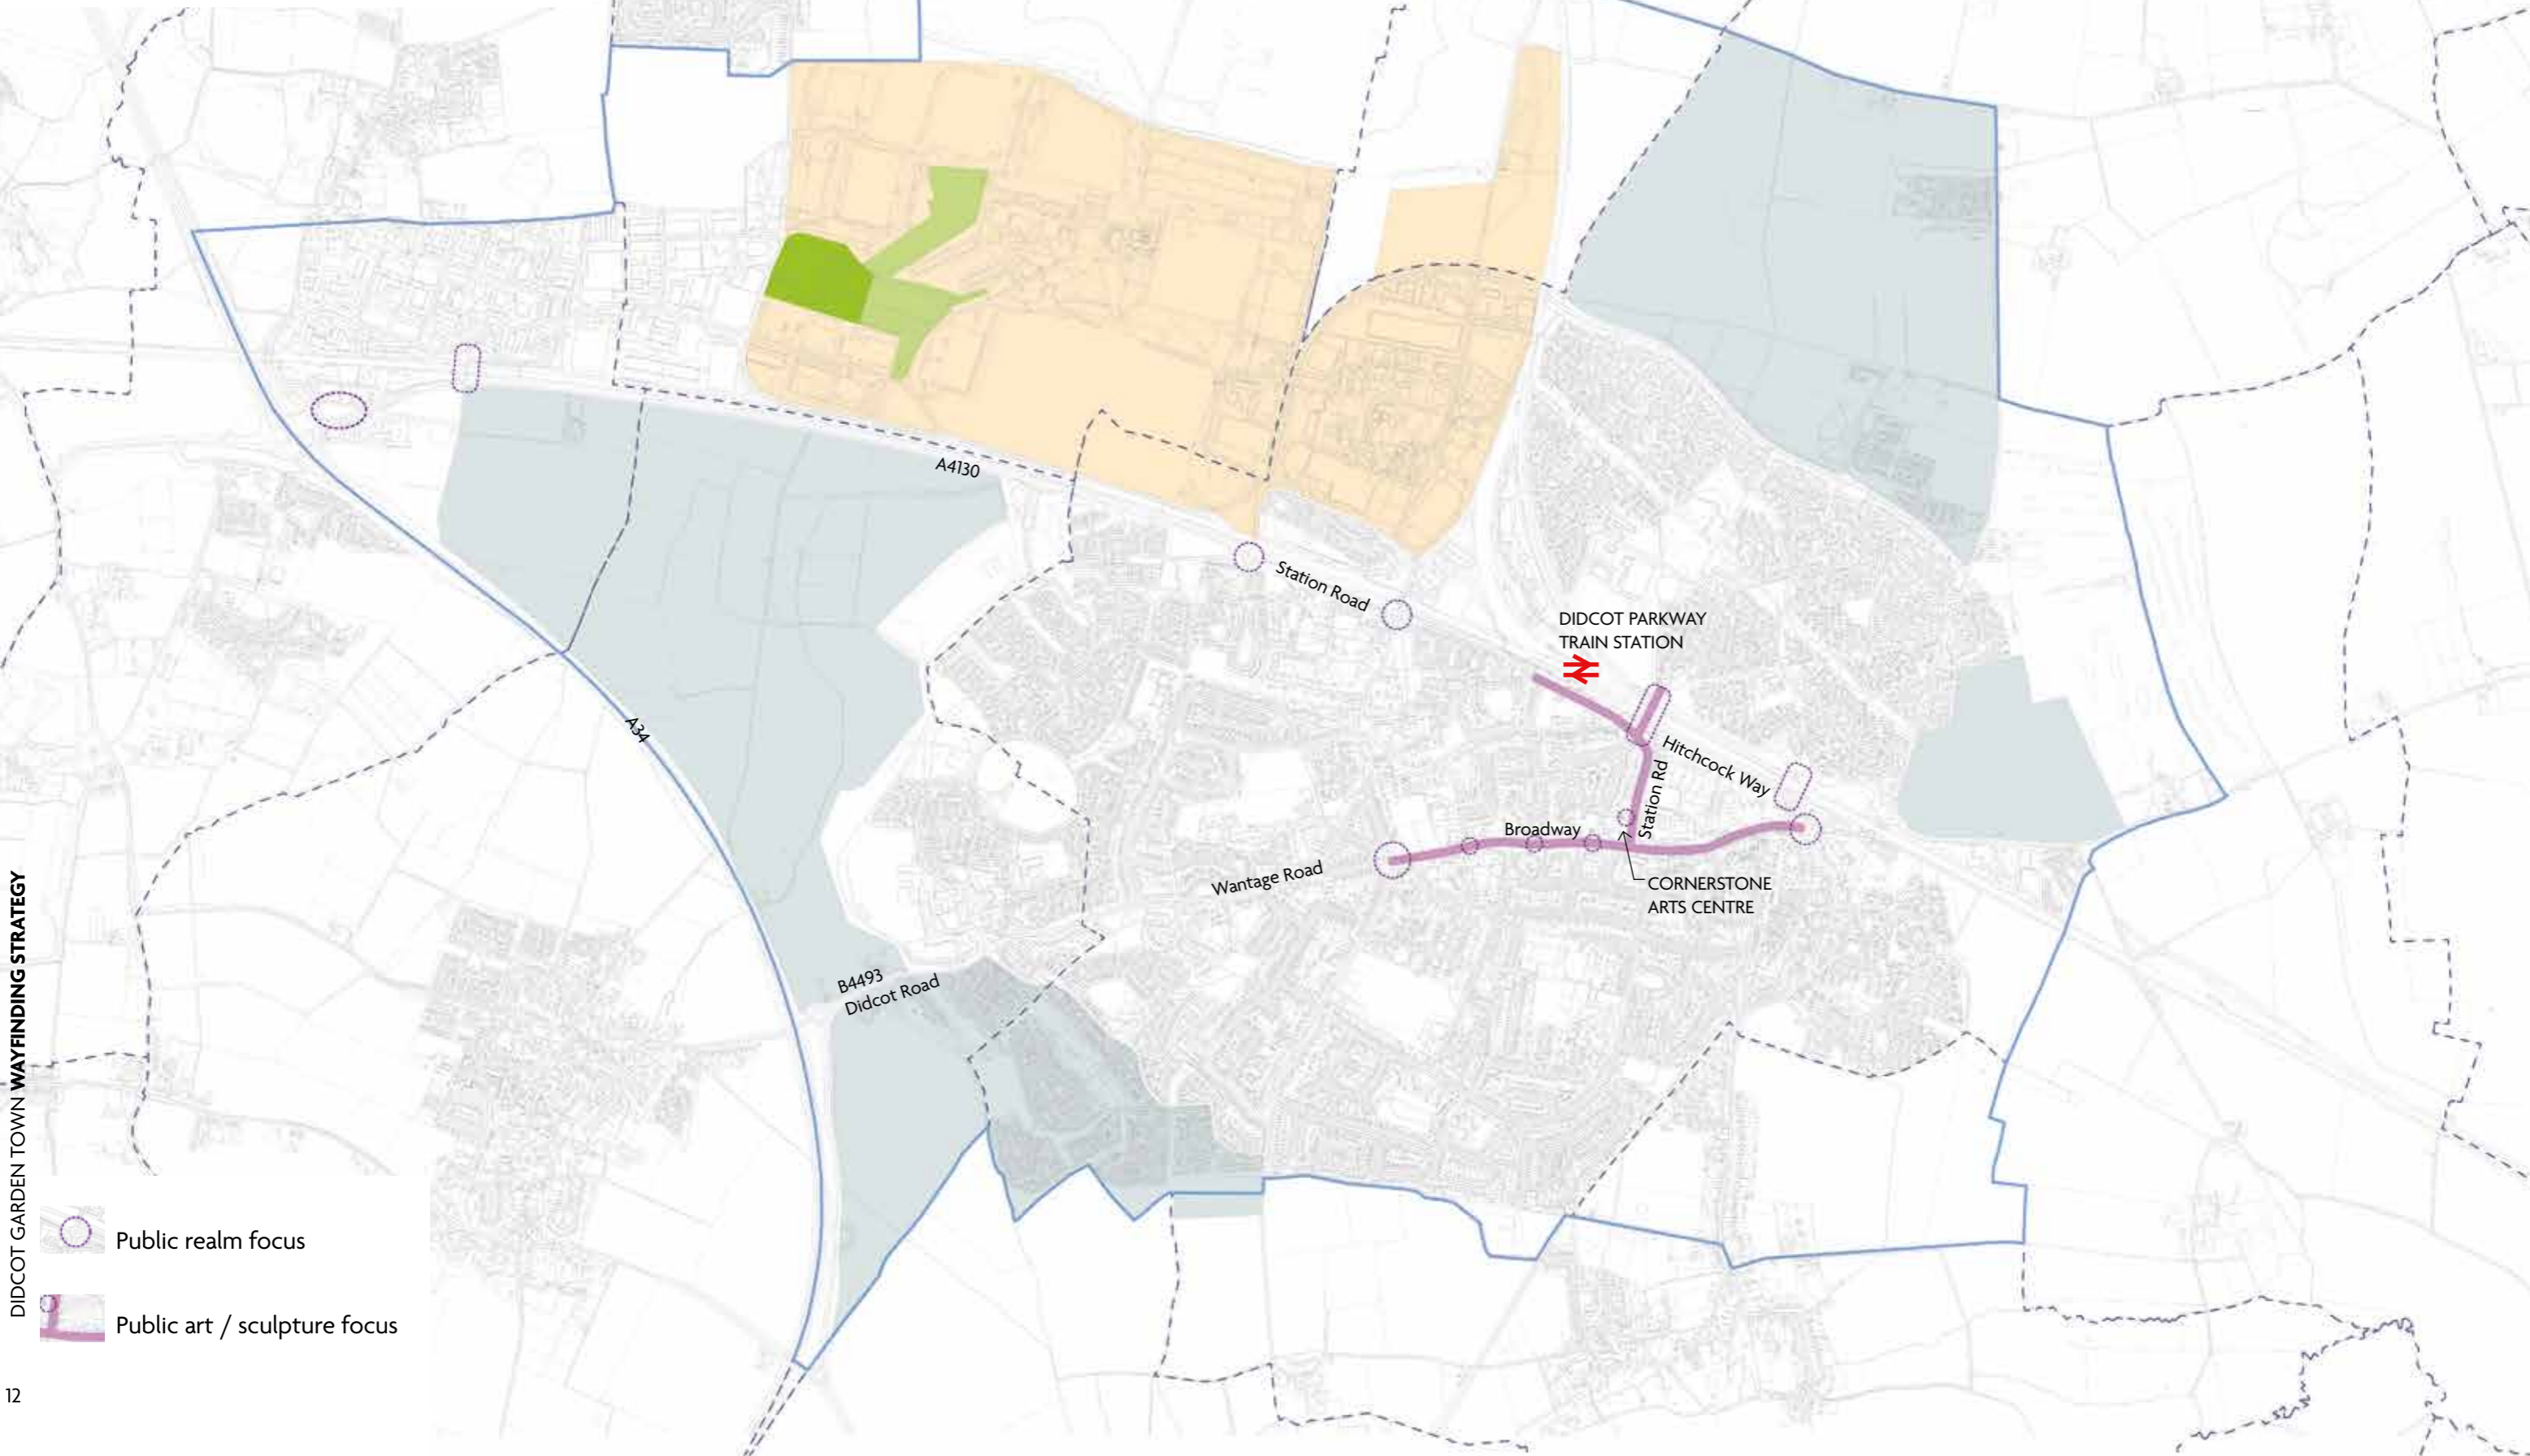 A4130
Station Road
DIDCOT PARKWAY
TRAIN STATION
A34
Hitchcock Way
Station Rd
Broadway
Wantage Road
CORNERSTONE
ARTS CENTRE
B4493
Didcot Road
DIDCOT GARDEN TOWN WAYFINDING STRATEGY
Public realm focus
Public art / sculpture focus
12